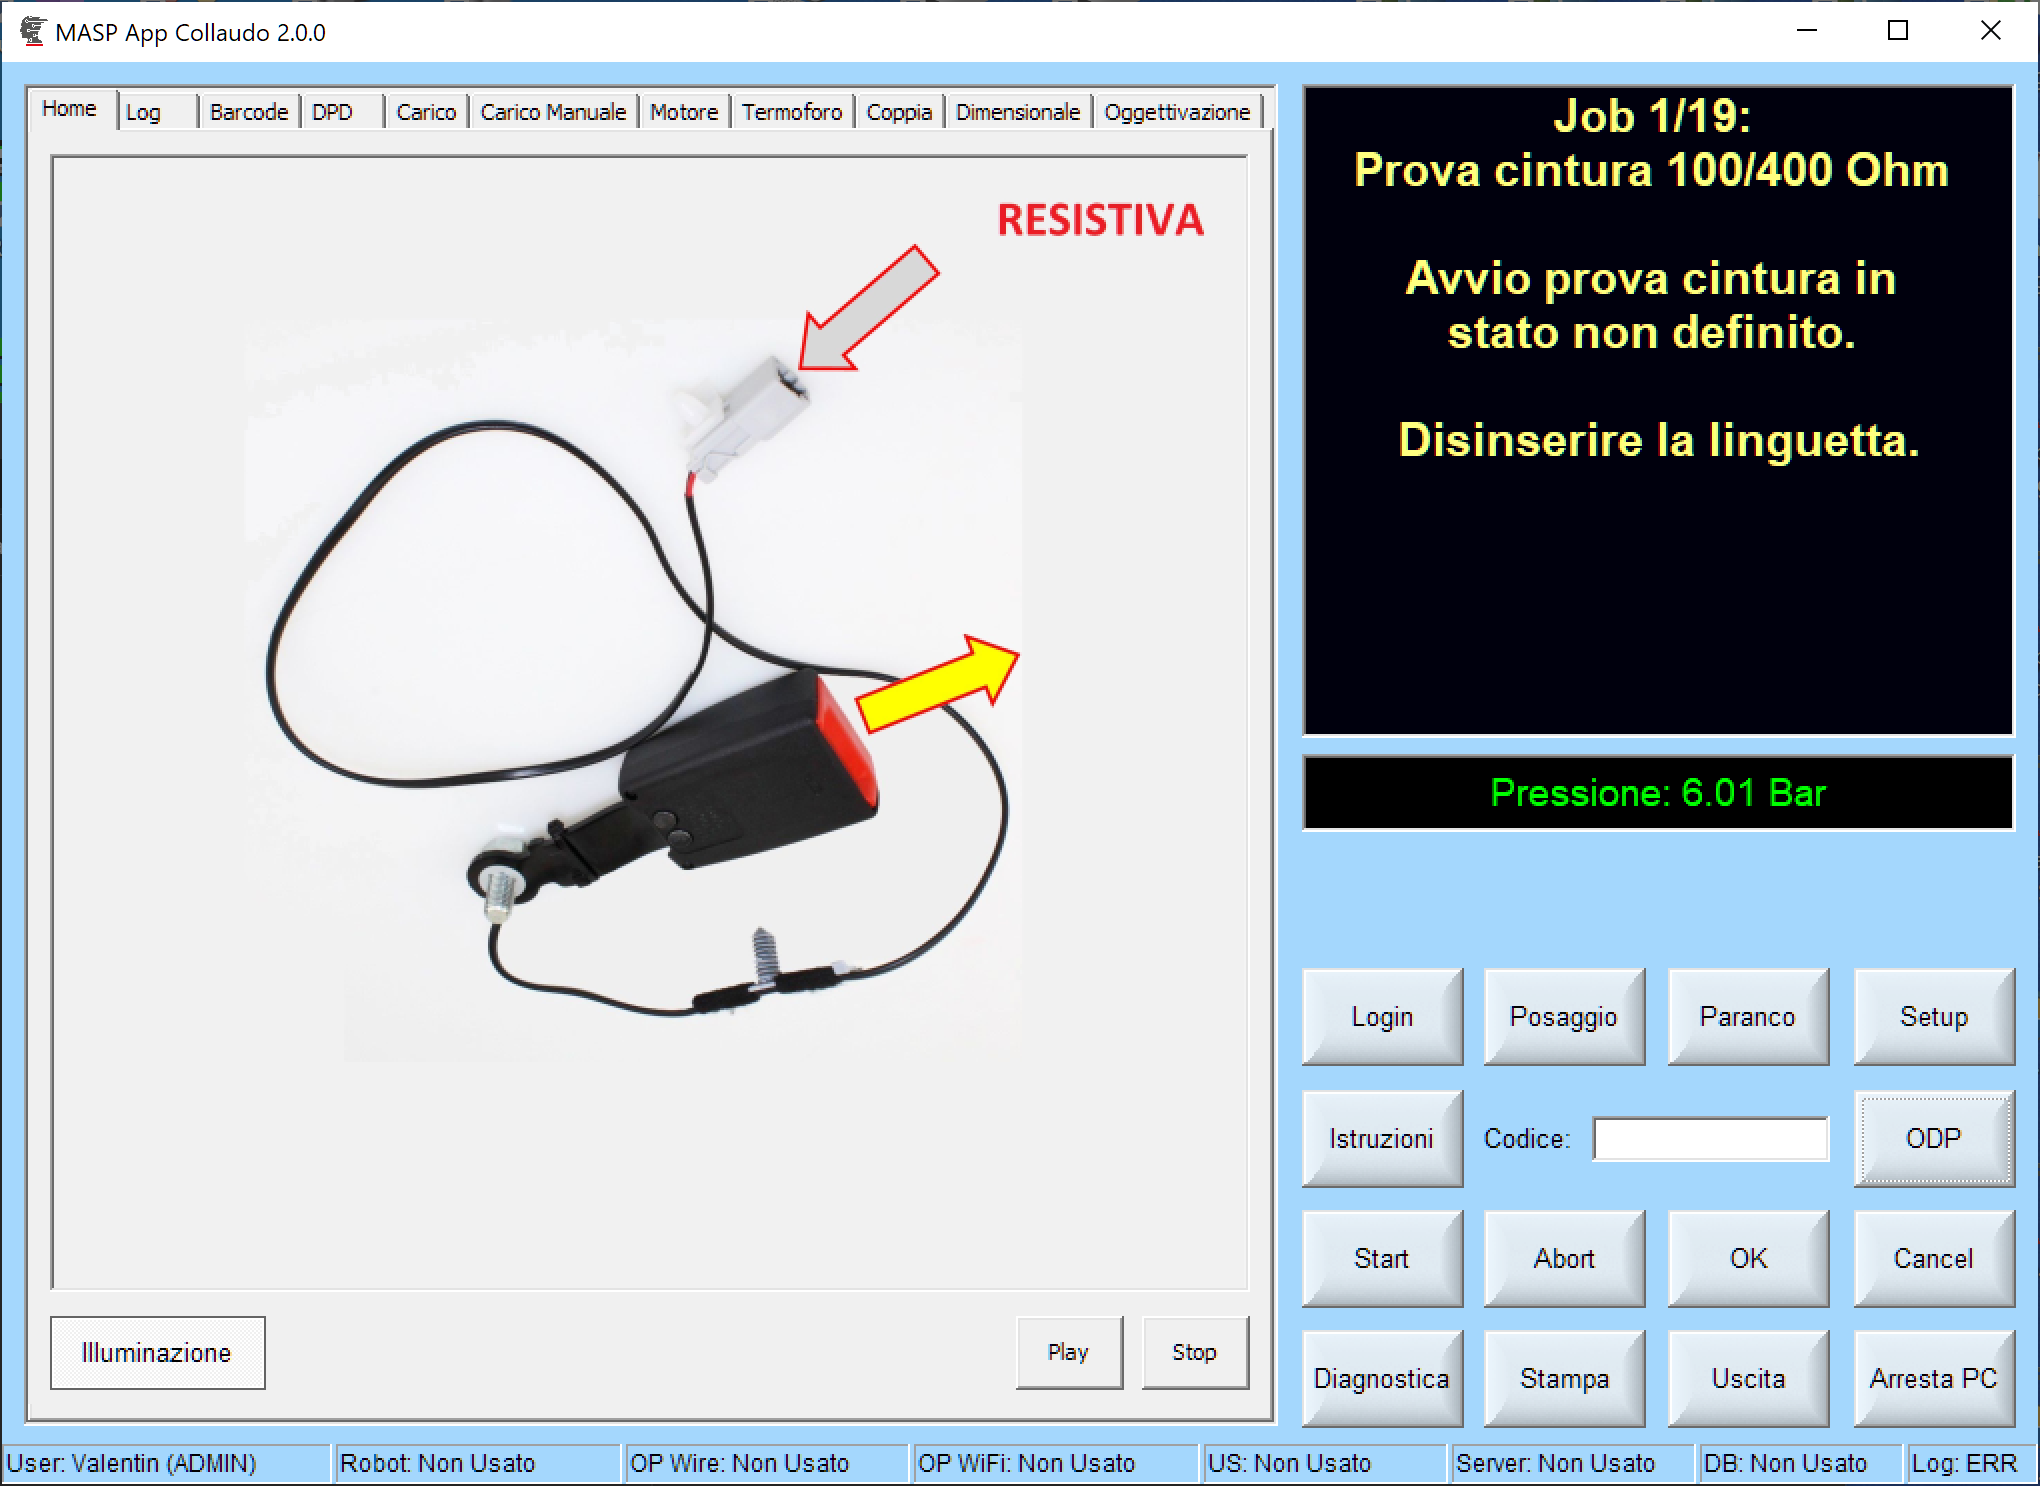 MASP App Collaudo 2.0.0
Home Log Barcode DPD Carico Carico Manuale Motore Termoforo Coppia Dimensionale Oggettivazione
RESISTIVA
Job 1/19:
Prova cintura 100/400 Ohm
Avvio prova cintura in
stato non definito.
Disinserire la linguetta.
Pressione: 6.01 Bar
Login Posaggio Paranco Setup
Istruzioni Codice: ODP
Start Abort OK Cancel
Illuminazione Play Stop
Diagnostica Stampa Uscita Arresta PC
User: Valentin (ADMIN) Robot: Non Usato OP Wire: Non Usato OP WiFi: Non Usato US: Non Usato Server: Non Usato DB: Non Usato Log: ERR